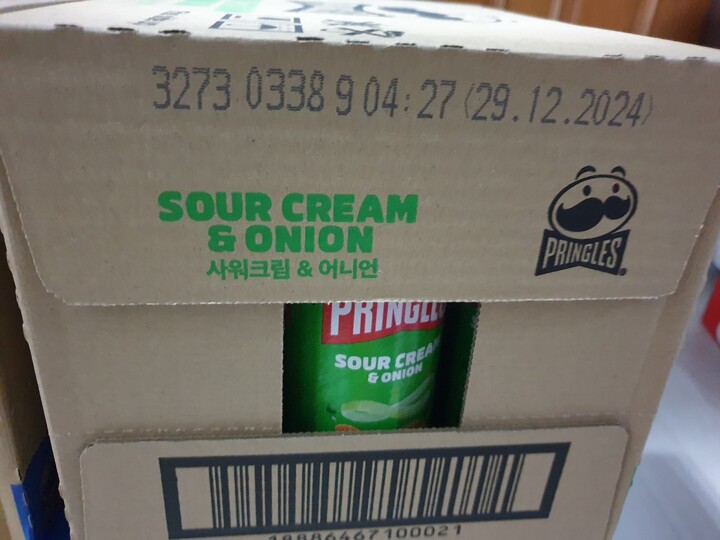 3273 0338 9 04:27 (29.12.2024)
SOUR CREAM
& ONION
사워크림 & 어니언
PRINGLES
PRINGLES
SOUR CREAM
& ONION
18886467100021